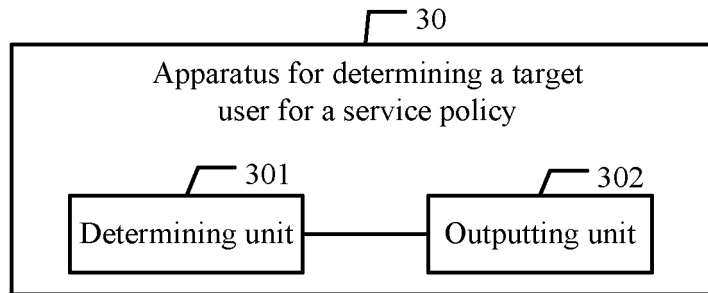 30
Apparatus for determining a target
user for a service policy
301
302
Determining unit
Outputting unit